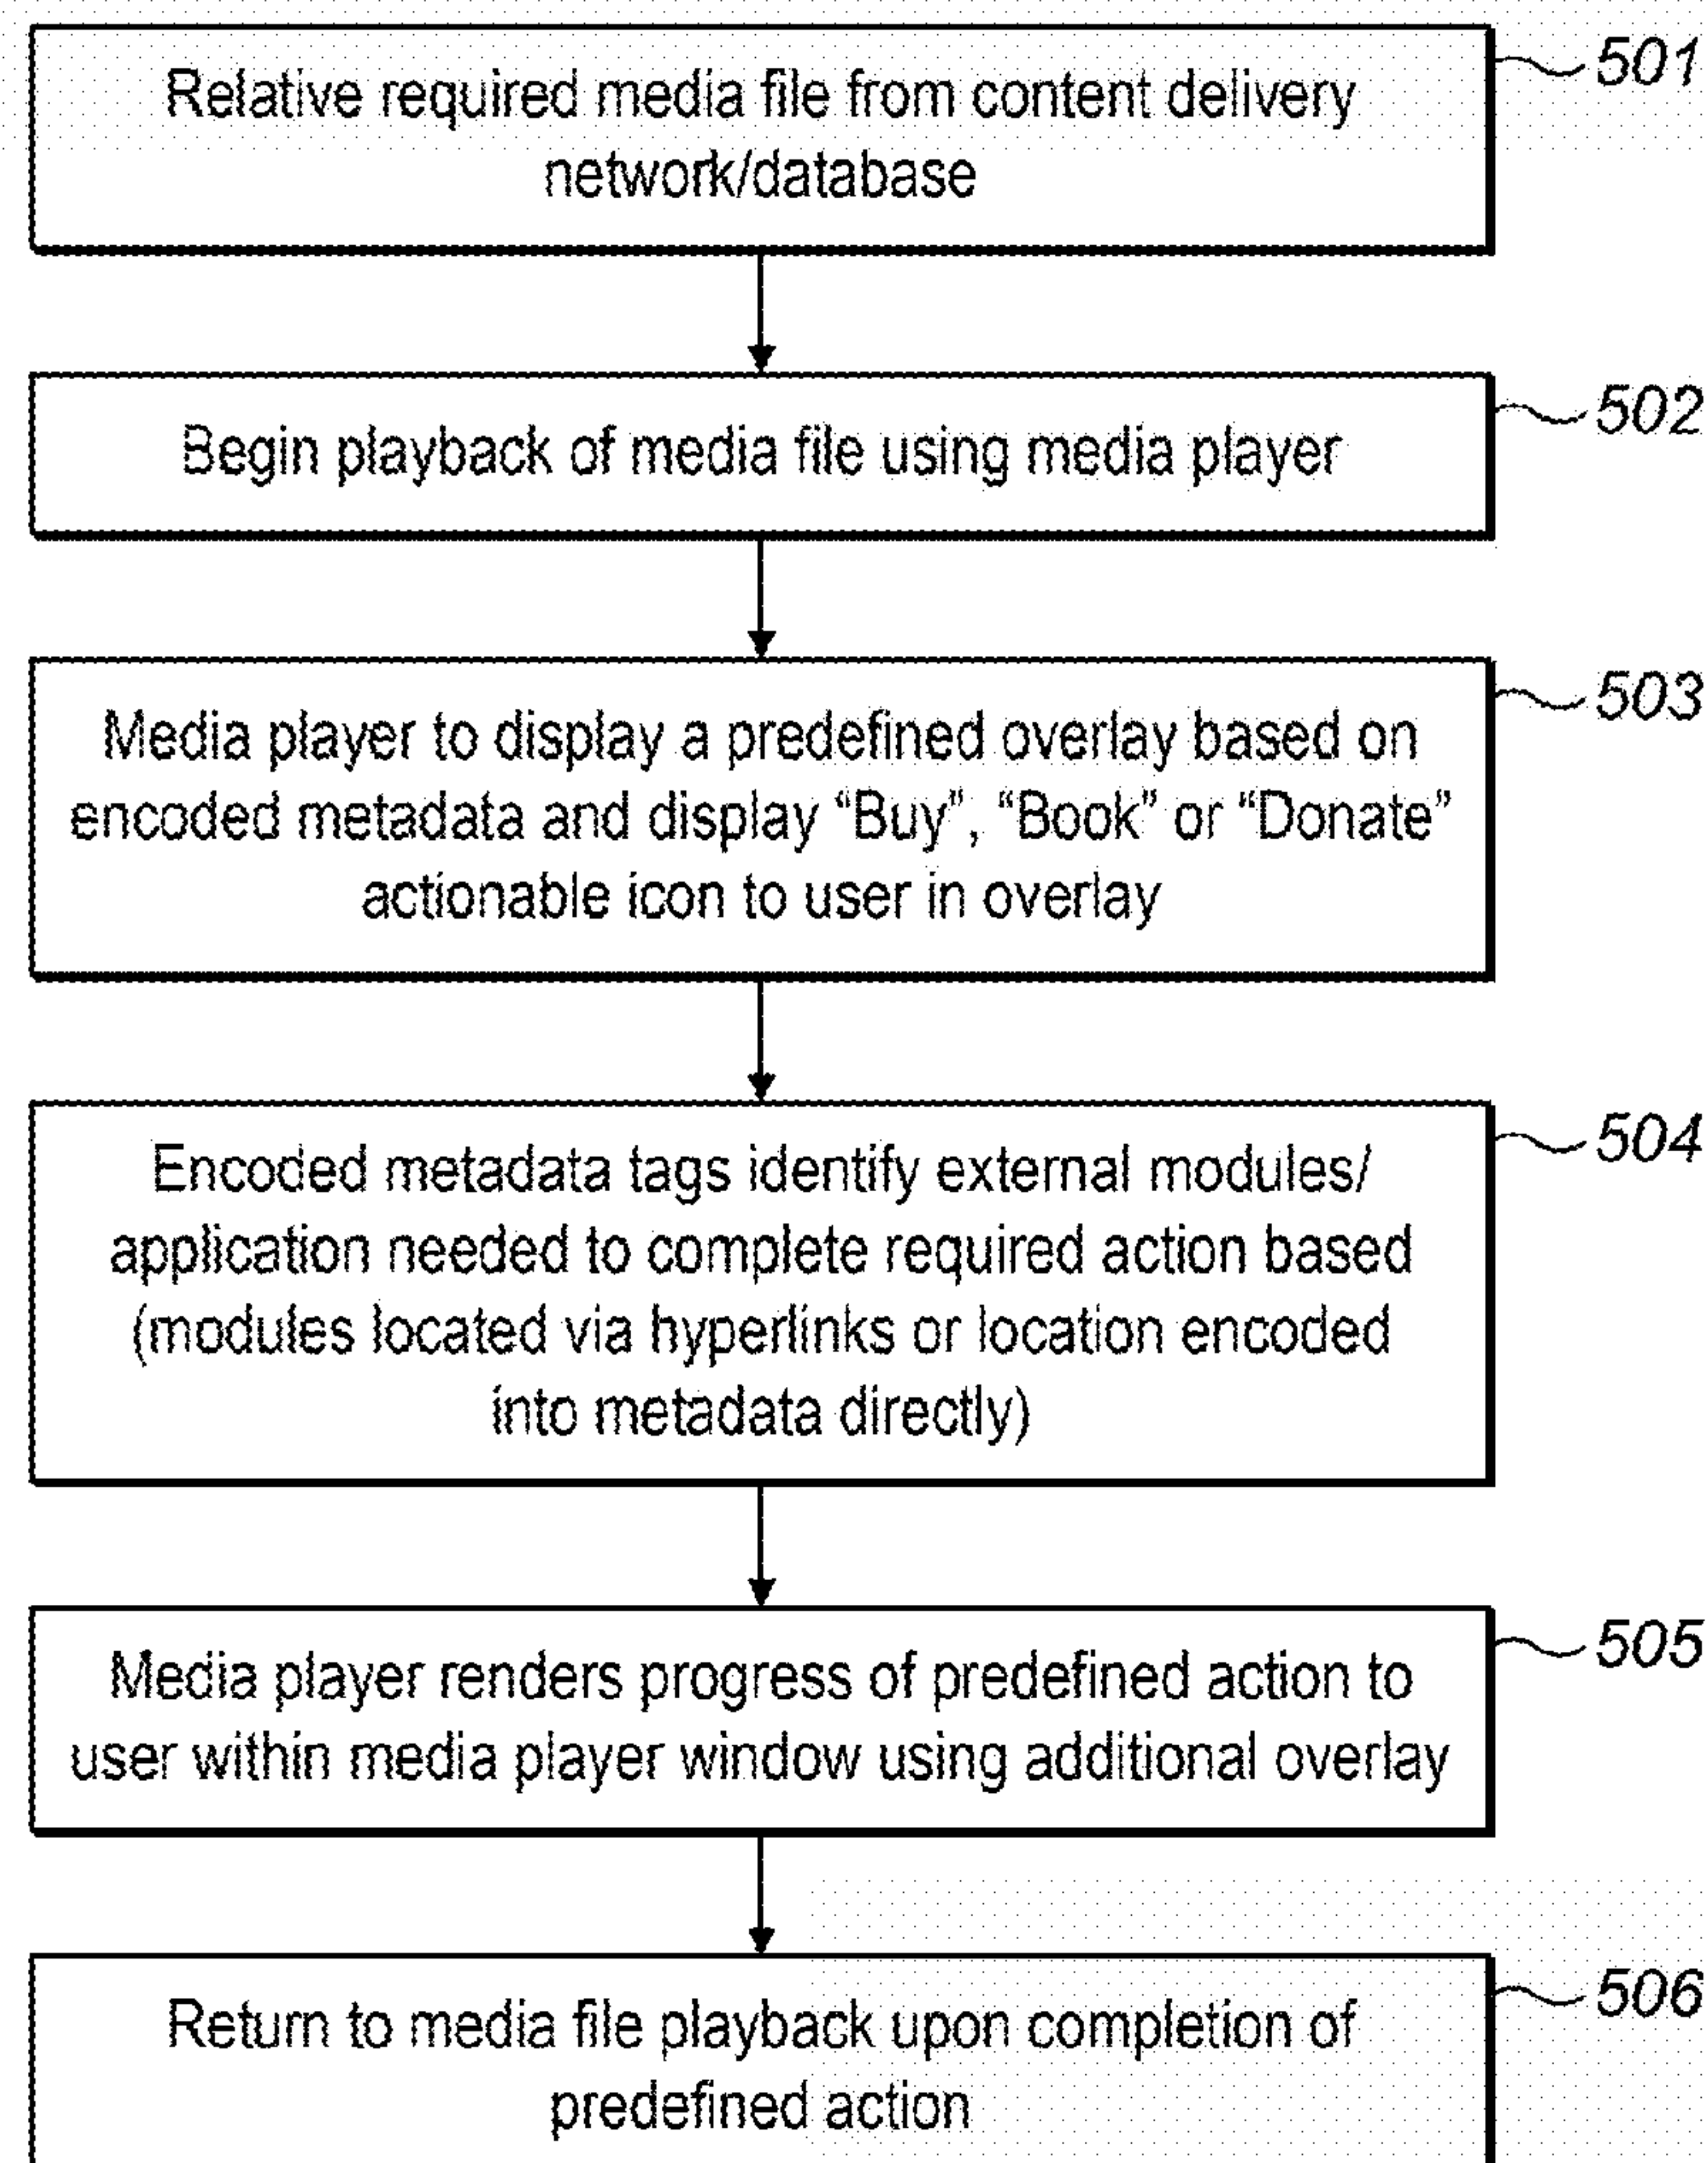 Relative required media file from content delivery
network/database
501
Begin playback of media file using media player
502
Media player to display a predefined overlay based on
encoded metadata and display “Buy”, “Book” or “Donate”
actionable icon to user in overlay
503
Encoded metadata tags identify external modules/
application needed to complete required action based
(modules located via hyperlinks or location encoded
into metadata directly)
504
Media player renders progress of predefined action to
user within media player window using additional overlay
505
Return to media file playback upon completion of
predefined action
506